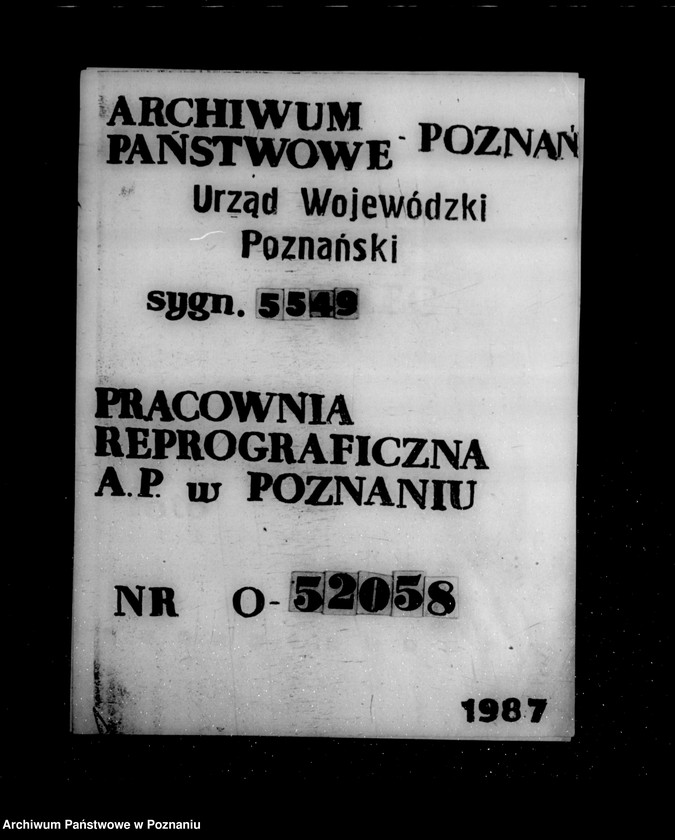 ARCHIWUM
PAŃSTWOWE - POZNAŃ
Urząd Wojewódzki
Poznański
sygn. 5549
PRACOWNIA
REPROGRAFICZNA
A.P. w POZNANIU
NR O-52058
1987
Archiwum Państwowe w Poznaniu